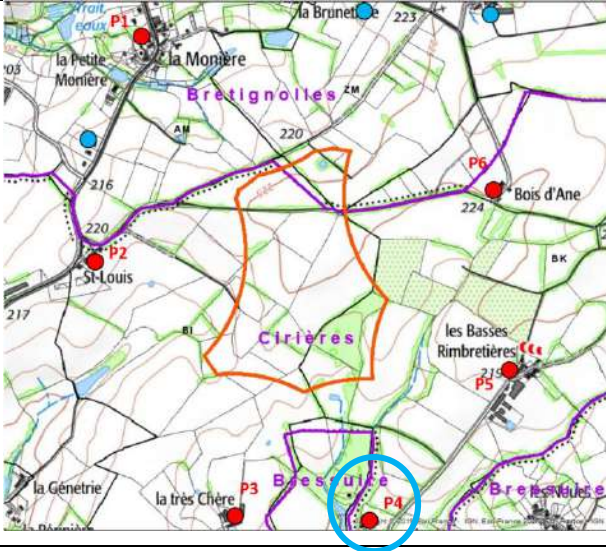 Trait.
eaux
P1
la Brunetière
223
203
la Petite
Monière
la Monière
Bretignolles
ZM
AM
220
216
P6
Bois d'Ane
224
220
P2
St-Louis
BK
217
BI
Cirières
les Basses
Rimbretières
219
P5
la Genetrie
la très Chère
P3
Bressuire
P4
Bressuire